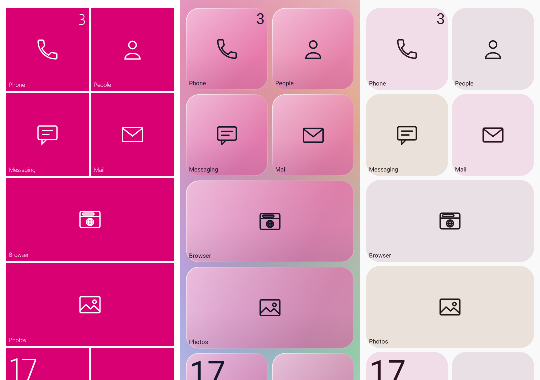 3
Phone
People
Messaging
Mail
Browser
Photos
17
3
Phone
People
Messaging
Mail
Browser
Photos
17
3
Phone
People
Messaging
Mail
Browser
Photos
17